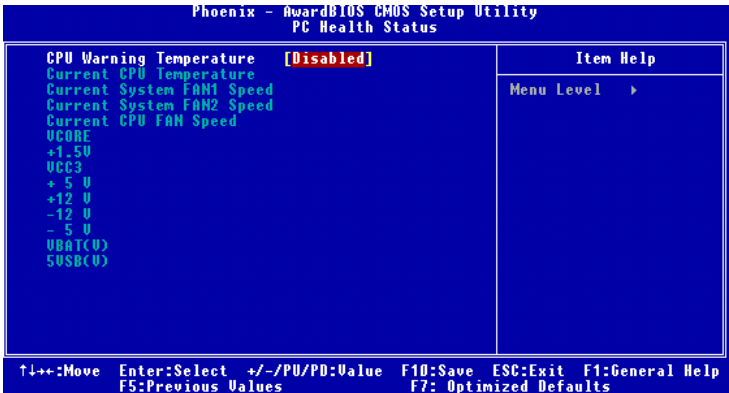 Phoenix - AwardBIOS CMOS Setup Utility
PC Health Status
CPU Warning Temperature [Disabled]
Current CPU Temperature
Current System FAN1 Speed
Current System FAN2 Speed
Current CPU FAN Speed
VCORE
+1.5V
VCC3
+ 5 V
+12 V
-12 V
- 5 V
VBAT(V)
5VSB(V)
Item Help
Menu Level ▸
↑↓→←:Move Enter:Select +/-/PU/PD:Value F10:Save ESC:Exit F1:General Help
F5:Previous Values F7: Optimized Defaults